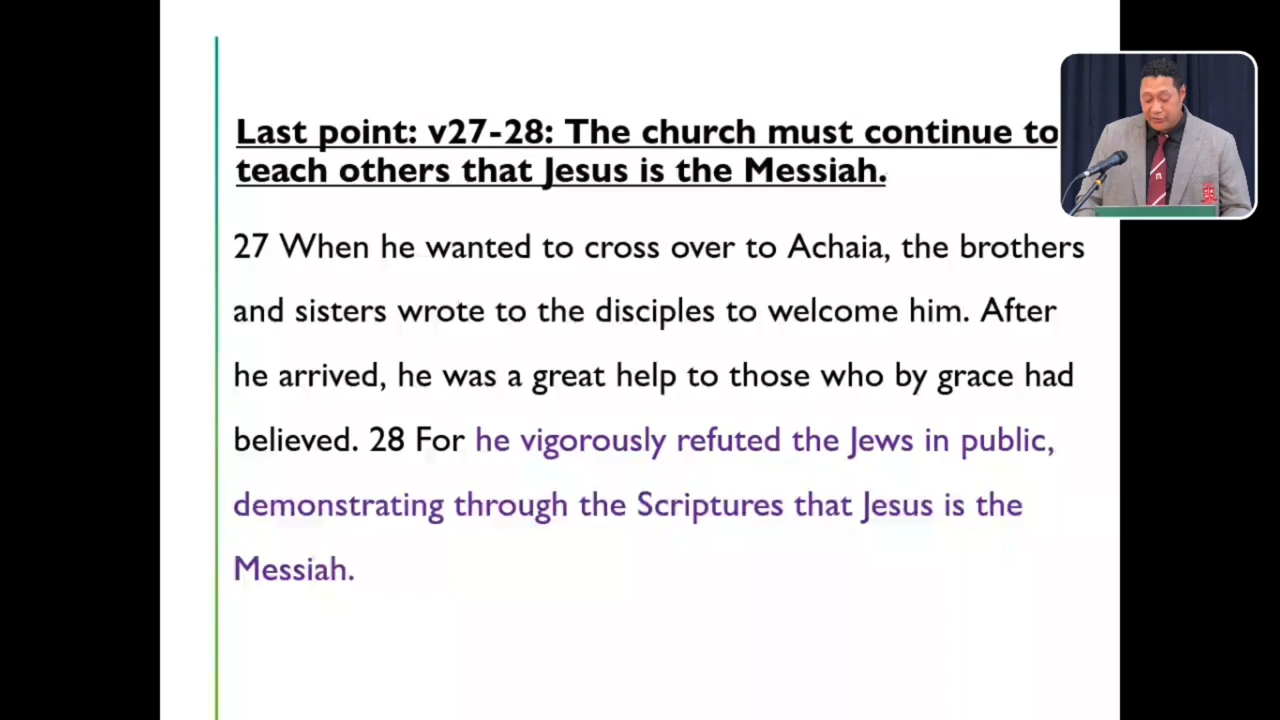 Last point: v27-28: The church must continue to
teach others that Jesus is the Messiah.
27 When he wanted to cross over to Achaia, the brothers
and sisters wrote to the disciples to welcome him. After
he arrived, he was a great help to those who by grace had
believed. 28 For he vigorously refuted the Jews in public,
demonstrating through the Scriptures that Jesus is the
Messiah.